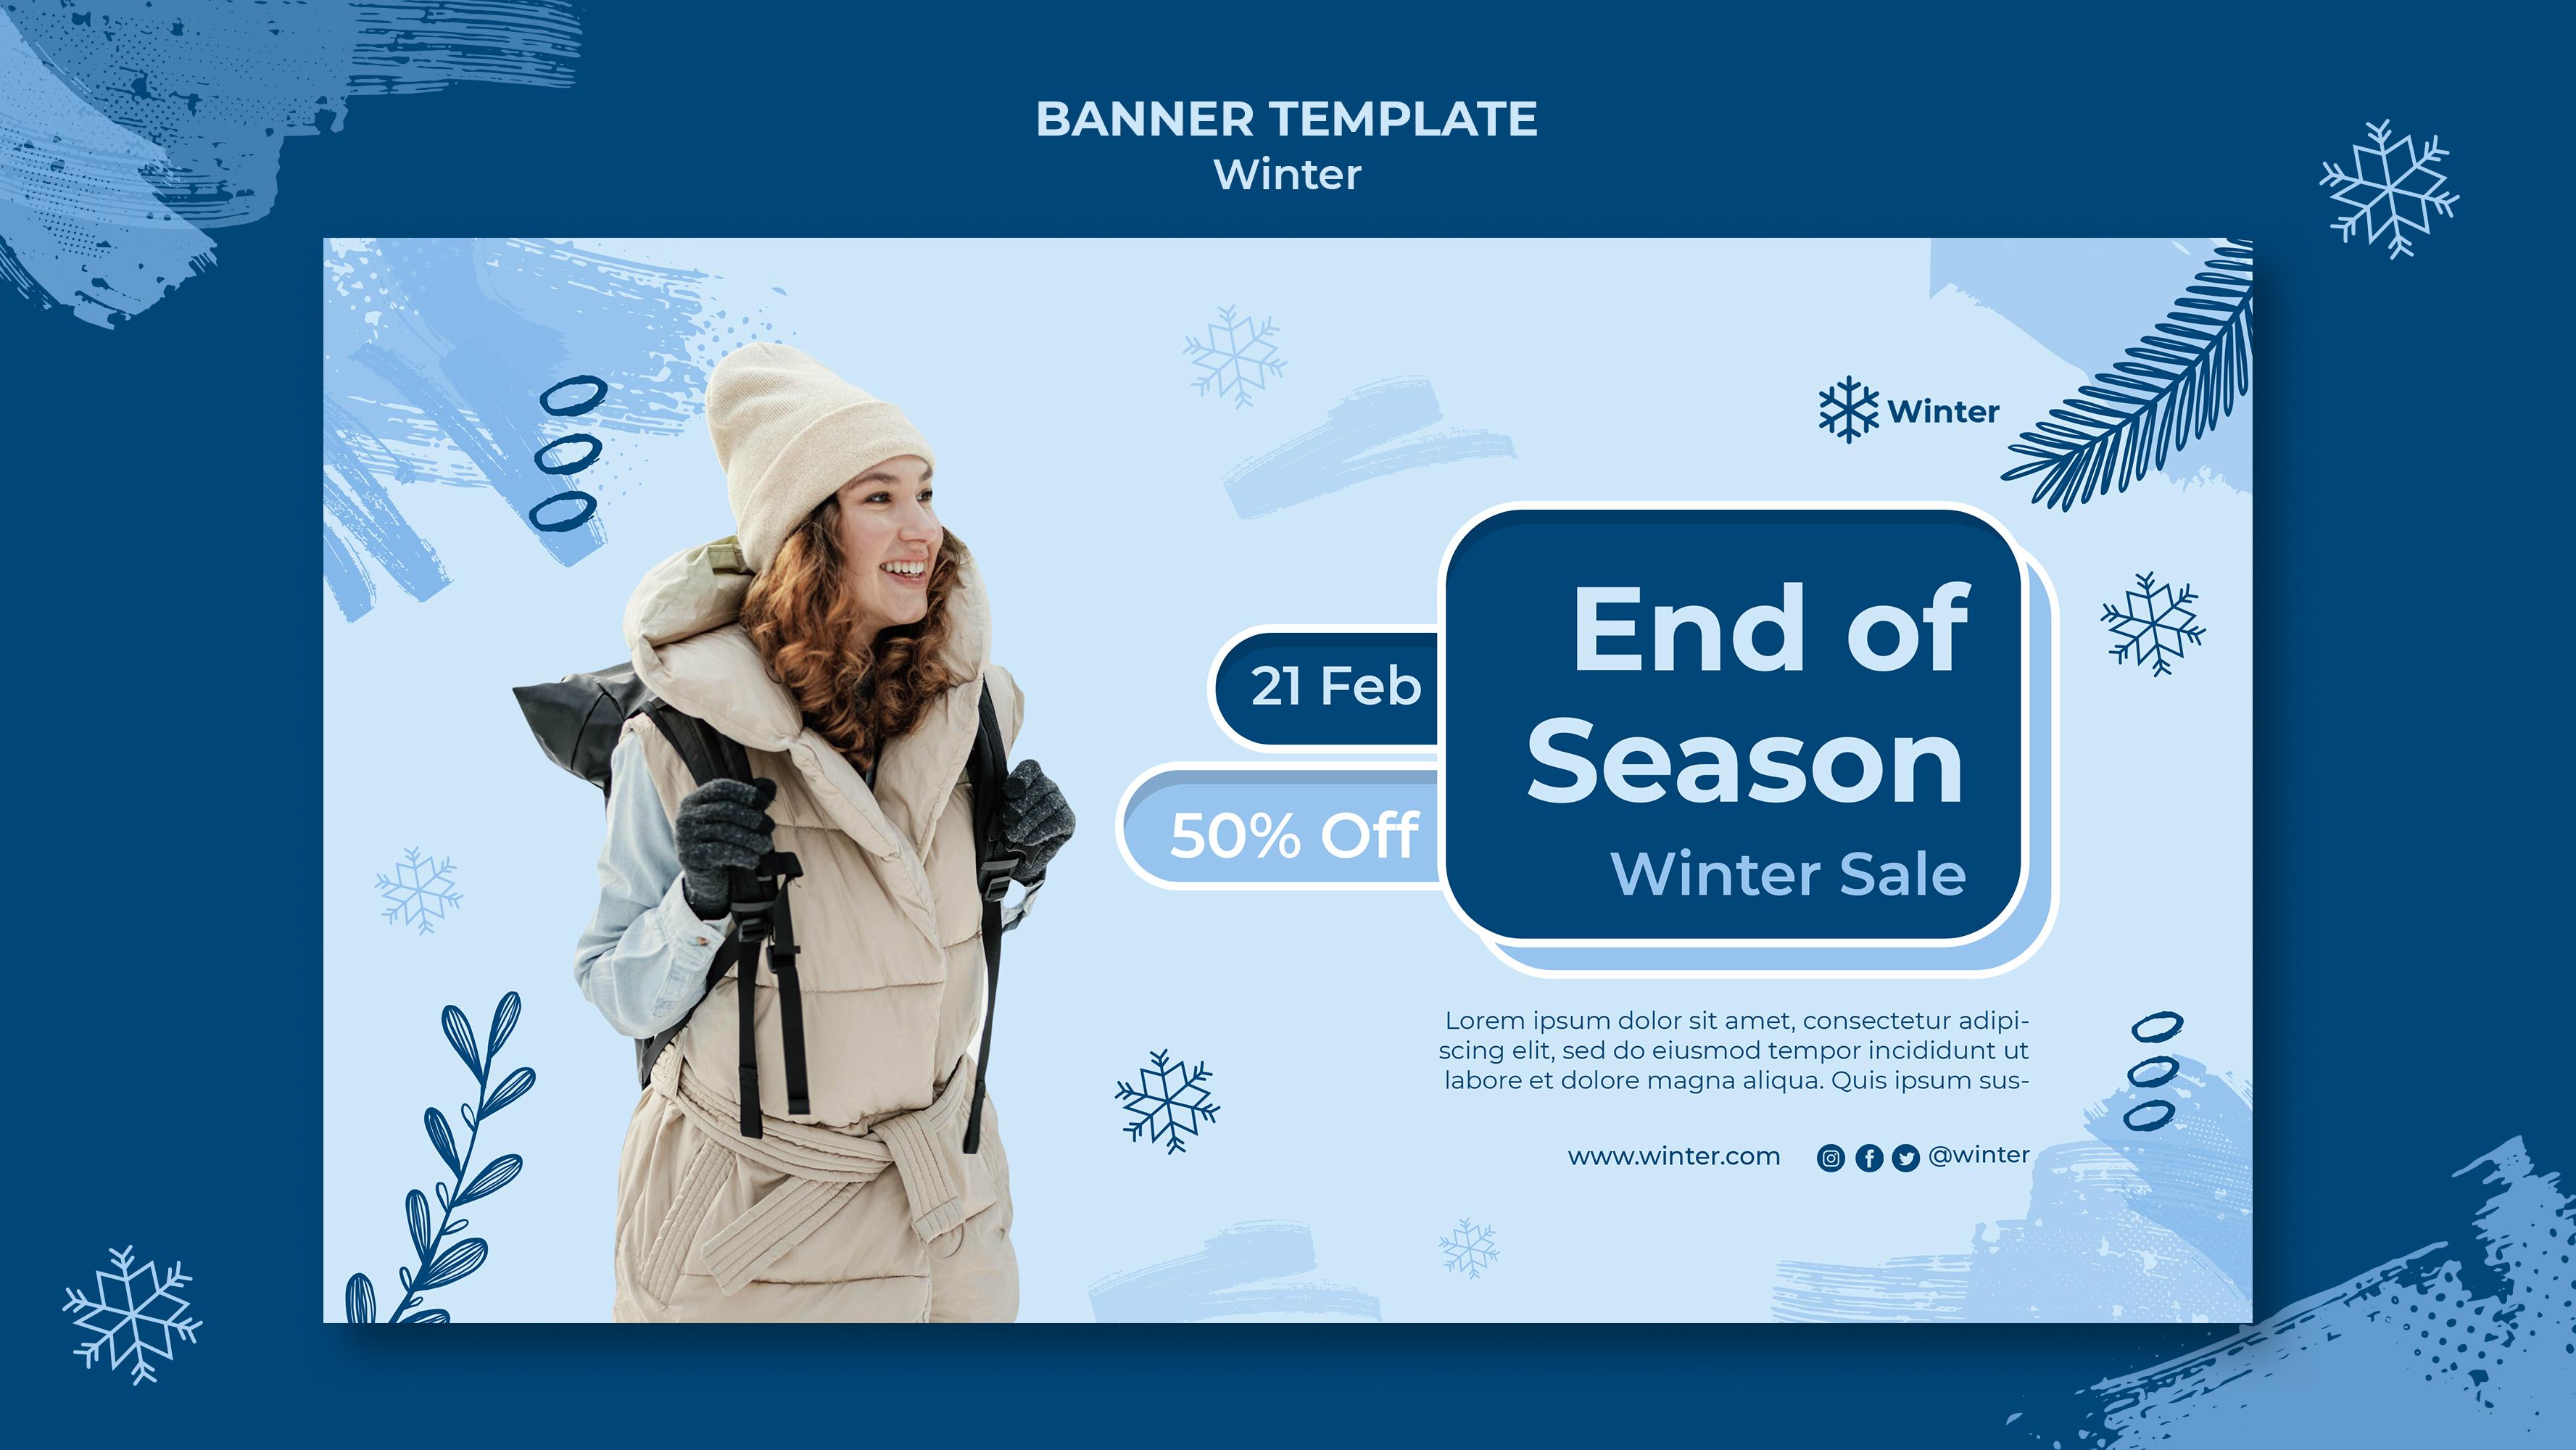 BANNER TEMPLATE
Winter
Winter
21 Feb
50% Off
End of
Season
Winter Sale
Lorem ipsum dolor sit amet, consectetur adipi-
scing elit, sed do eiusmod tempor incididunt ut
labore et dolore magna aliqua. Quis ipsum sus-
www.winter.com @winter